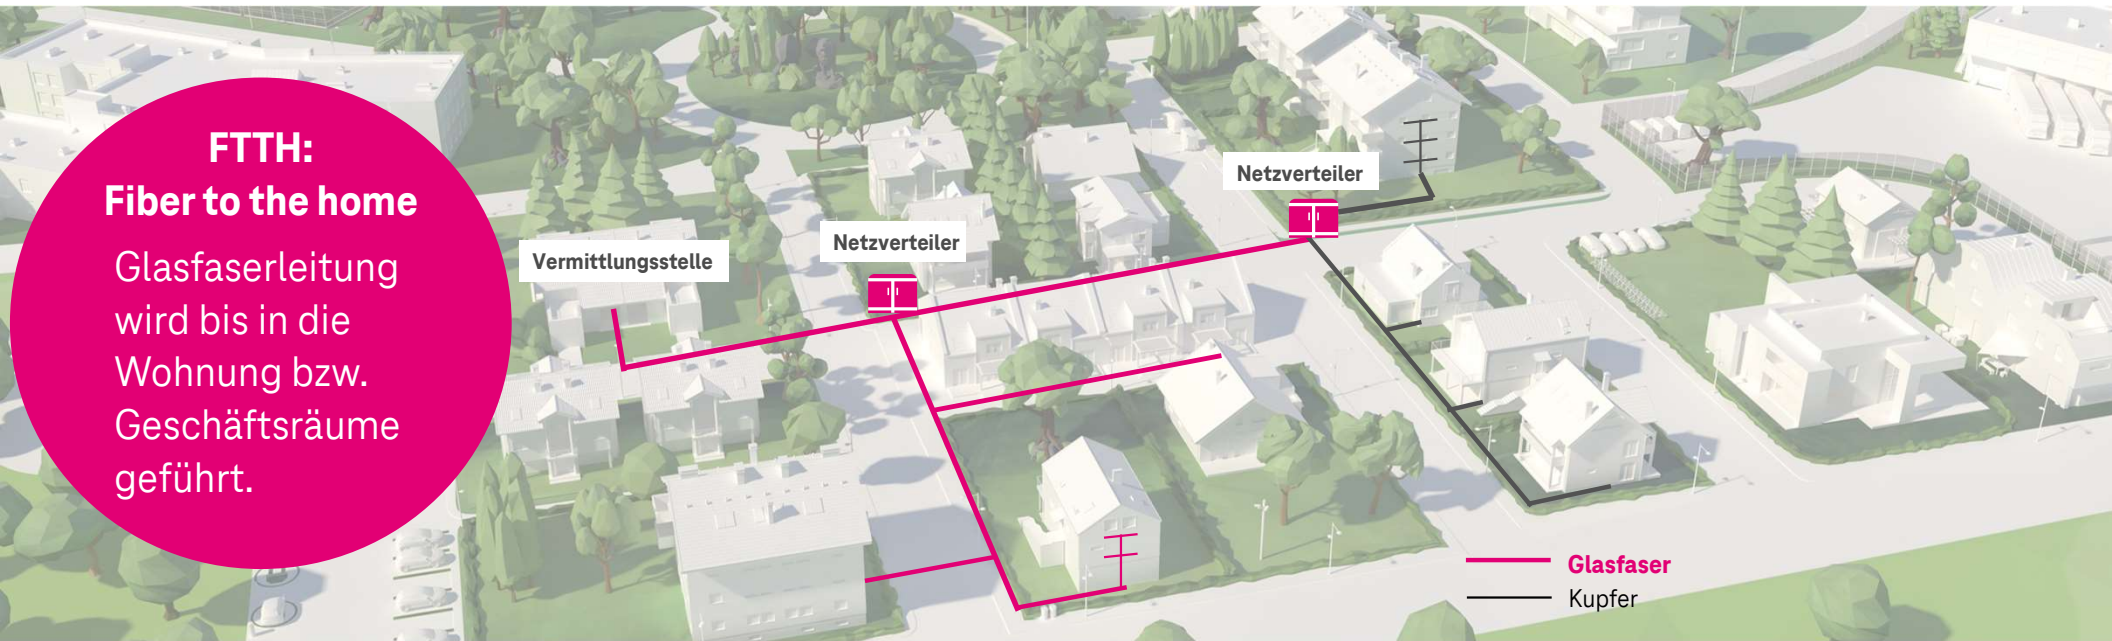 FTTH:
Fiber to the home
Glasfaserleitung
wird bis in die
Wohnung bzw.
Geschäftsräume
geführt.
Vermittlungsstelle
Netzverteiler
Netzverteiler
Glasfaser
Kupfer